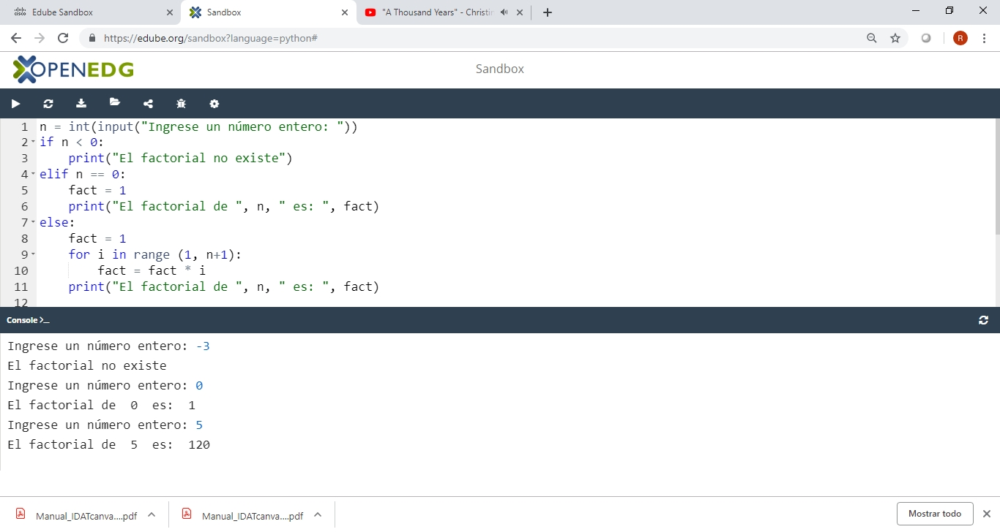 Edube Sandbox
Sandbox
"A Thousand Years" - Christin
https://edube.org/sandbox?language=python#
R
OPENEDG
Sandbox
1 n = int(input("Ingrese un número entero: "))
2 if n < 0:
3     print("El factorial no existe")
4 elif n == 0:
5     fact = 1
6     print("El factorial de ", n, " es: ", fact)
7 else:
8     fact = 1
9     for i in range (1, n+1):
10         fact = fact * i
11     print("El factorial de ", n, " es: ", fact)
12
Console >_
Ingrese un número entero: -3
El factorial no existe
Ingrese un número entero: 0
El factorial de  0  es:  1
Ingrese un número entero: 5
El factorial de  5  es:  120
Manual_IDATcanva....pdf
Manual_IDATcanva....pdf
Mostrar todo